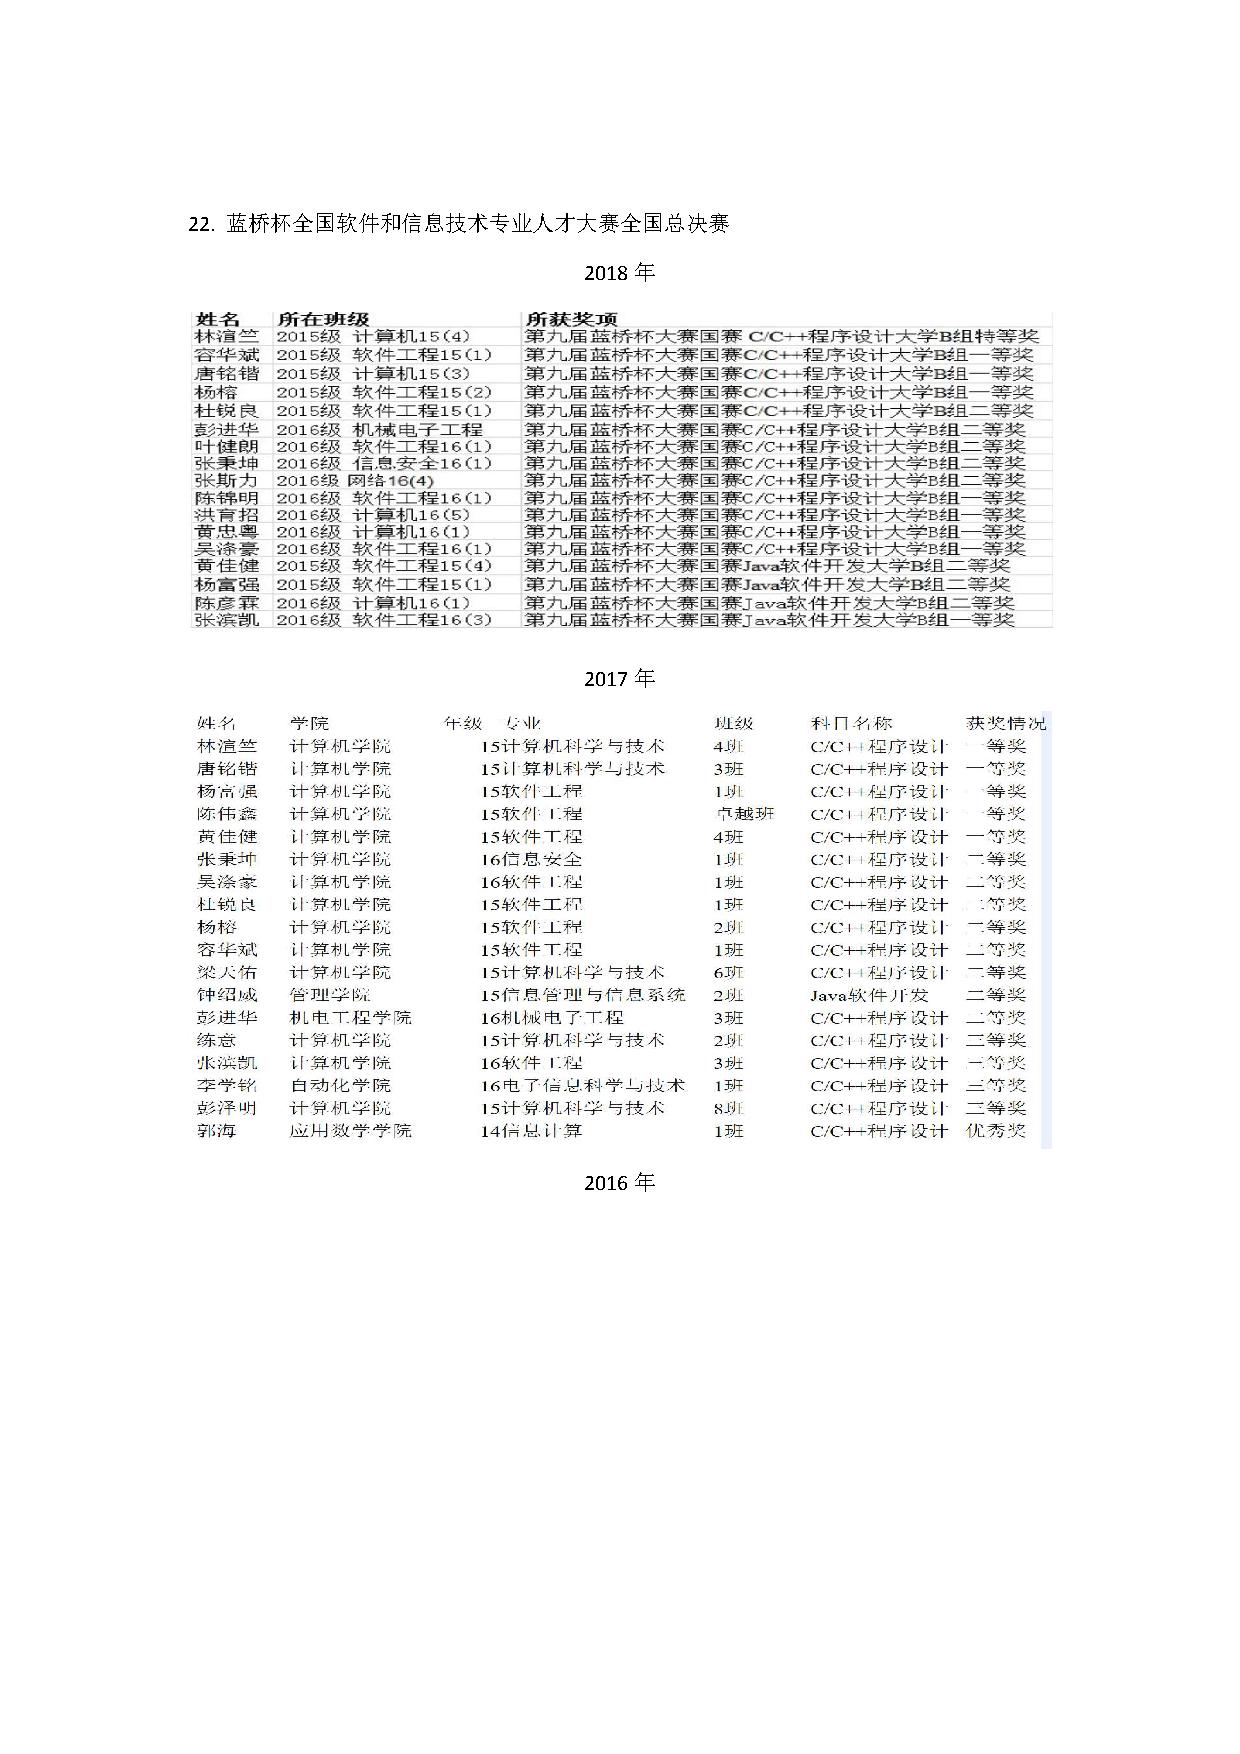 22. 蓝桥杯全国软件和信息技术专业人才大赛全国总决赛
2018 年
姓名 所在班级 所获奖项
林渲竺 2015级 计算机15(4) 第九届蓝桥杯大赛国赛 C/C++程序设计大学B组特等奖
容华斌 2015级 软件工程15(1) 第九届蓝桥杯大赛国赛C/C++程序设计大学B组一等奖
唐铭锴 2015级 计算机15(3) 第九届蓝桥杯大赛国赛C/C++程序设计大学B组一等奖
杨榕 2015级 软件工程15(2) 第九届蓝桥杯大赛国赛C/C++程序设计大学B组一等奖
杜锐良 2015级 软件工程15(1) 第九届蓝桥杯大赛国赛C/C++程序设计大学B组二等奖
彭进华 2016级 机械电子工程 第九届蓝桥杯大赛国赛C/C++程序设计大学B组二等奖
叶健朗 2016级 软件工程16(1) 第九届蓝桥杯大赛国赛C/C++程序设计大学B组二等奖
张秉坤 2016级 信息安全16(1) 第九届蓝桥杯大赛国赛C/C++程序设计大学B组二等奖
张斯力 2016级 网络16(4) 第九届蓝桥杯大赛国赛C/C++程序设计大学B组二等奖
陈锦明 2016级 软件工程16(1) 第九届蓝桥杯大赛国赛C/C++程序设计大学B组一等奖
洪育招 2016级 计算机16(5) 第九届蓝桥杯大赛国赛C/C++程序设计大学B组一等奖
黄忠粤 2016级 计算机16(1) 第九届蓝桥杯大赛国赛C/C++程序设计大学B组一等奖
吴涤豪 2016级 软件工程16(1) 第九届蓝桥杯大赛国赛C/C++程序设计大学B组一等奖
黄佳健 2015级 软件工程15(4) 第九届蓝桥杯大赛国赛Java软件开发大学B组二等奖
杨富强 2015级 软件工程15(1) 第九届蓝桥杯大赛国赛Java软件开发大学B组二等奖
陈彦霖 2016级 计算机16(1) 第九届蓝桥杯大赛国赛Java软件开发大学B组二等奖
张滨凯 2016级 软件工程16(3) 第九届蓝桥杯大赛国赛Java软件开发大学B组一等奖
2017 年
姓名 学院 年级 专业 班级 科目名称 获奖情况
林渲竺 计算机学院 15计算机科学与技术 4班 C/C++程序设计 一等奖
唐铭锴 计算机学院 15计算机科学与技术 3班 C/C++程序设计 一等奖
杨富强 计算机学院 15软件工程 1班 C/C++程序设计 一等奖
陈伟鑫 计算机学院 15软件工程 卓越班 C/C++程序设计 一等奖
黄佳健 计算机学院 15软件工程 4班 C/C++程序设计 一等奖
张秉坤 计算机学院 16信息安全 1班 C/C++程序设计 二等奖
吴涤豪 计算机学院 16软件工程 1班 C/C++程序设计 二等奖
杜锐良 计算机学院 15软件工程 1班 C/C++程序设计 二等奖
杨榕 计算机学院 15软件工程 2班 C/C++程序设计 二等奖
容华斌 计算机学院 15软件工程 1班 C/C++程序设计 二等奖
梁天佑 计算机学院 15计算机科学与技术 6班 C/C++程序设计 二等奖
钟绍威 管理学院 15信息管理与信息系统 2班 Java软件开发 二等奖
彭进华 机电工程学院 16机械电子工程 3班 C/C++程序设计 二等奖
练意 计算机学院 15计算机科学与技术 2班 C/C++程序设计 三等奖
张滨凯 计算机学院 16软件工程 3班 C/C++程序设计 三等奖
李学铭 自动化学院 16电子信息科学与技术 1班 C/C++程序设计 三等奖
彭泽明 计算机学院 15计算机科学与技术 8班 C/C++程序设计 三等奖
郭海 应用数学学院 14信息计算 1班 C/C++程序设计 优秀奖
2016 年